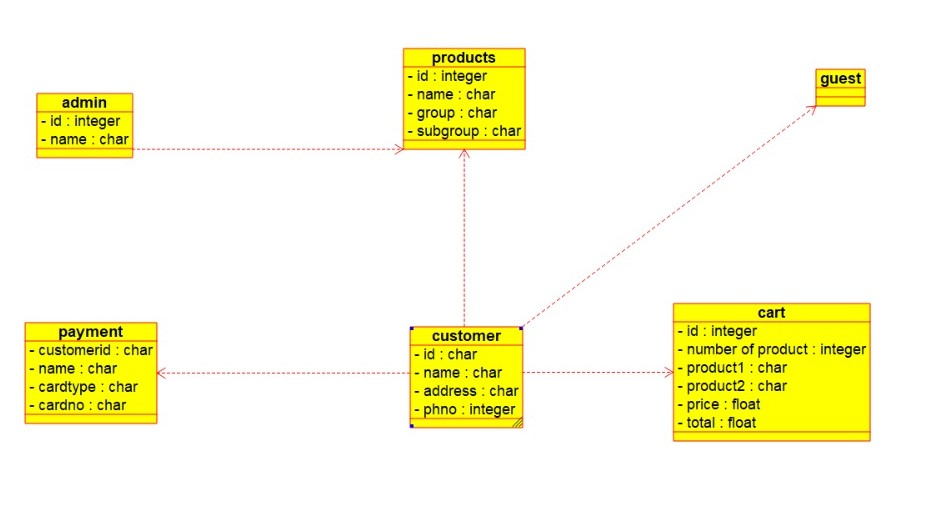 products
- id : integer
- name : char
- group : char
- subgroup : char
guest
admin
- id : integer
- name : char
payment
- customerid : char
- name : char
- cardtype : char
- cardno : char
customer
- id : char
- name : char
- address : char
- phno : integer
cart
- id : integer
- number of product : integer
- product1 : char
- product2 : char
- price : float
- total : float